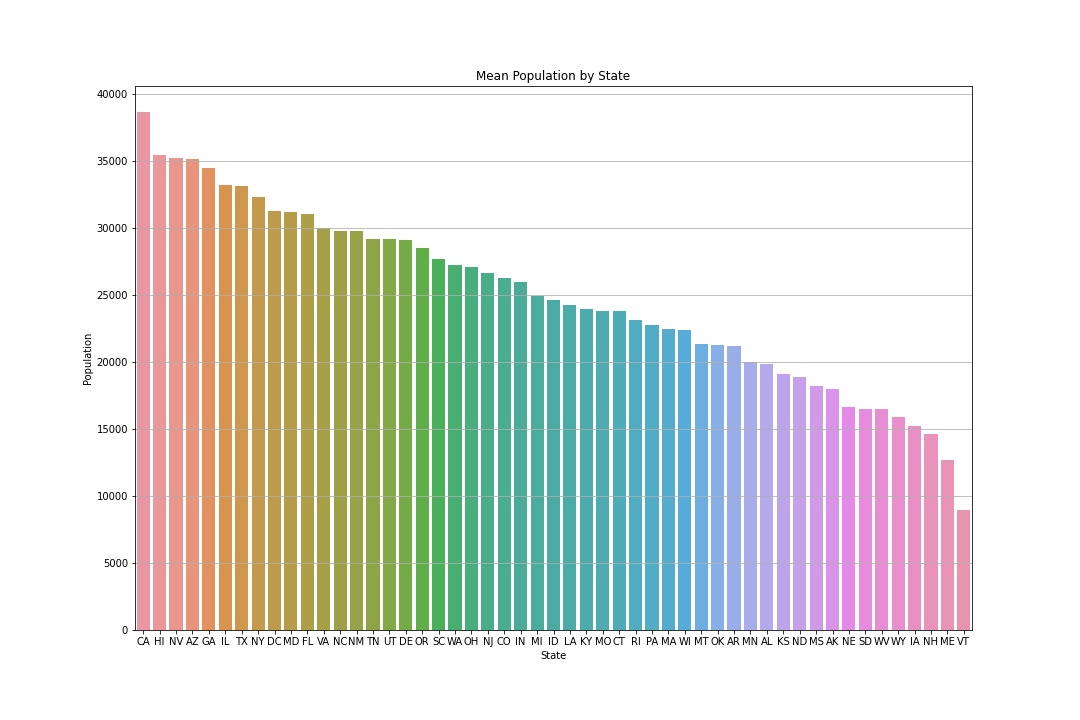 Mean Population by State
40000
35000
30000
25000
20000
15000
10000
5000
0
Population
CA HI NV AZ GA IL TX NY DC MD FL VA NC NM TN UT DE OR SC WA OH NJ CO IN MI ID LA KY MO CT RI PA MA WI MT OK AR MN AL KS ND MS AK NE SD WV WY IA NH ME VT
State